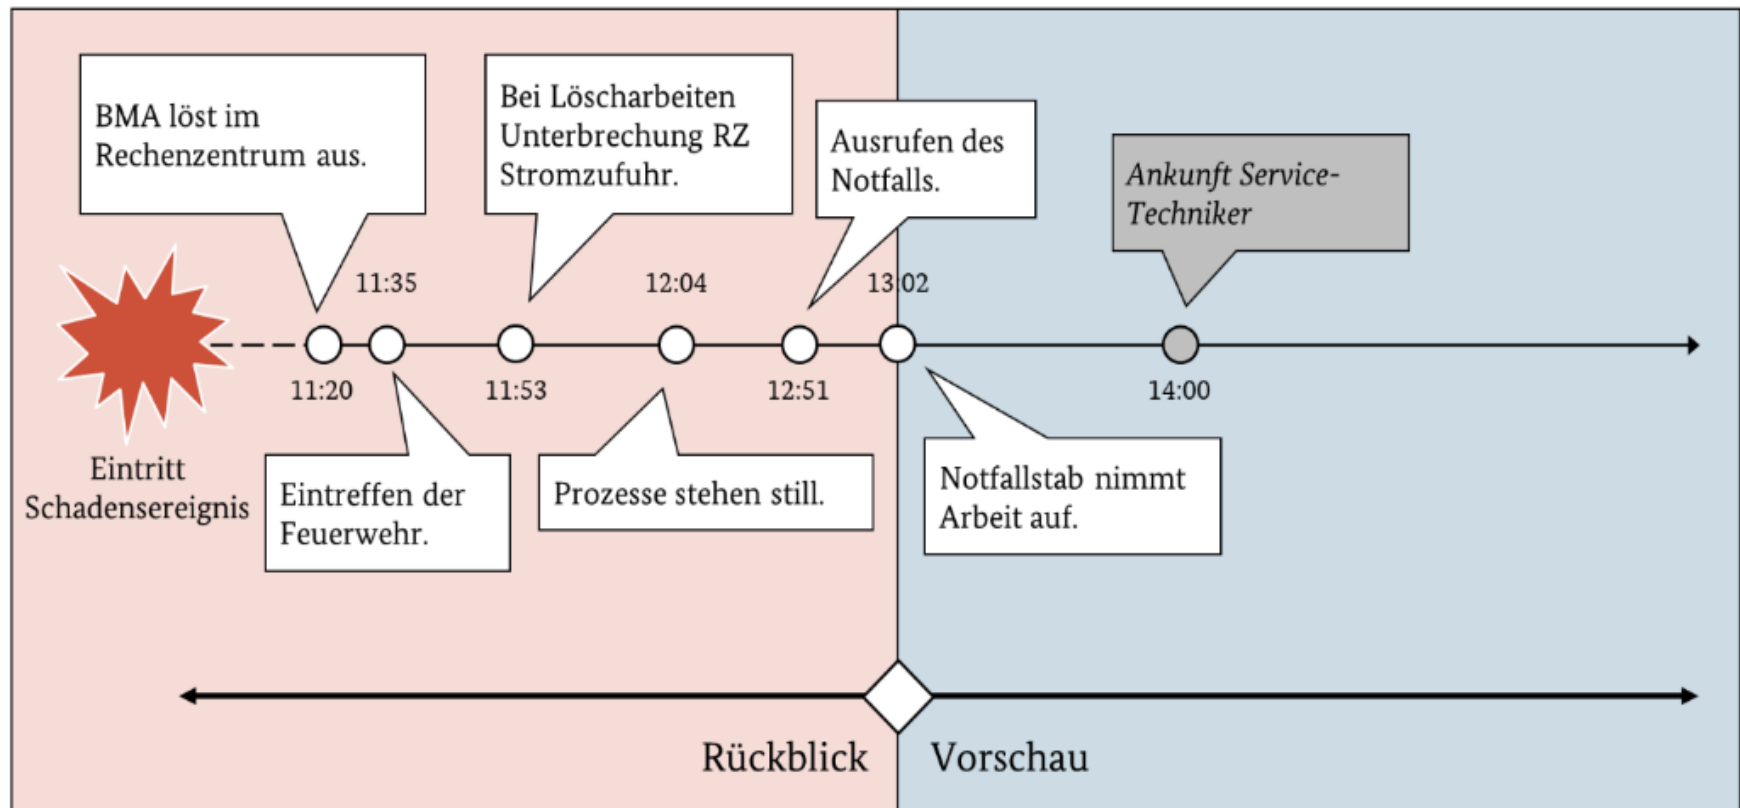 BMA löst im
Rechenzentrum aus.
Bei Löscharbeiten
Unterbrechung RZ
Stromzufuhr.
Ausrufen des
Notfalls.
Ankunft Service-
Techniker
11:35
12:04
13:02
11:20
11:53
12:51
14:00
Eintritt
Schadensereignis
Eintreffen der
Feuerwehr.
Prozesse stehen still.
Notfallstab nimmt
Arbeit auf.
Rückblick
Vorschau